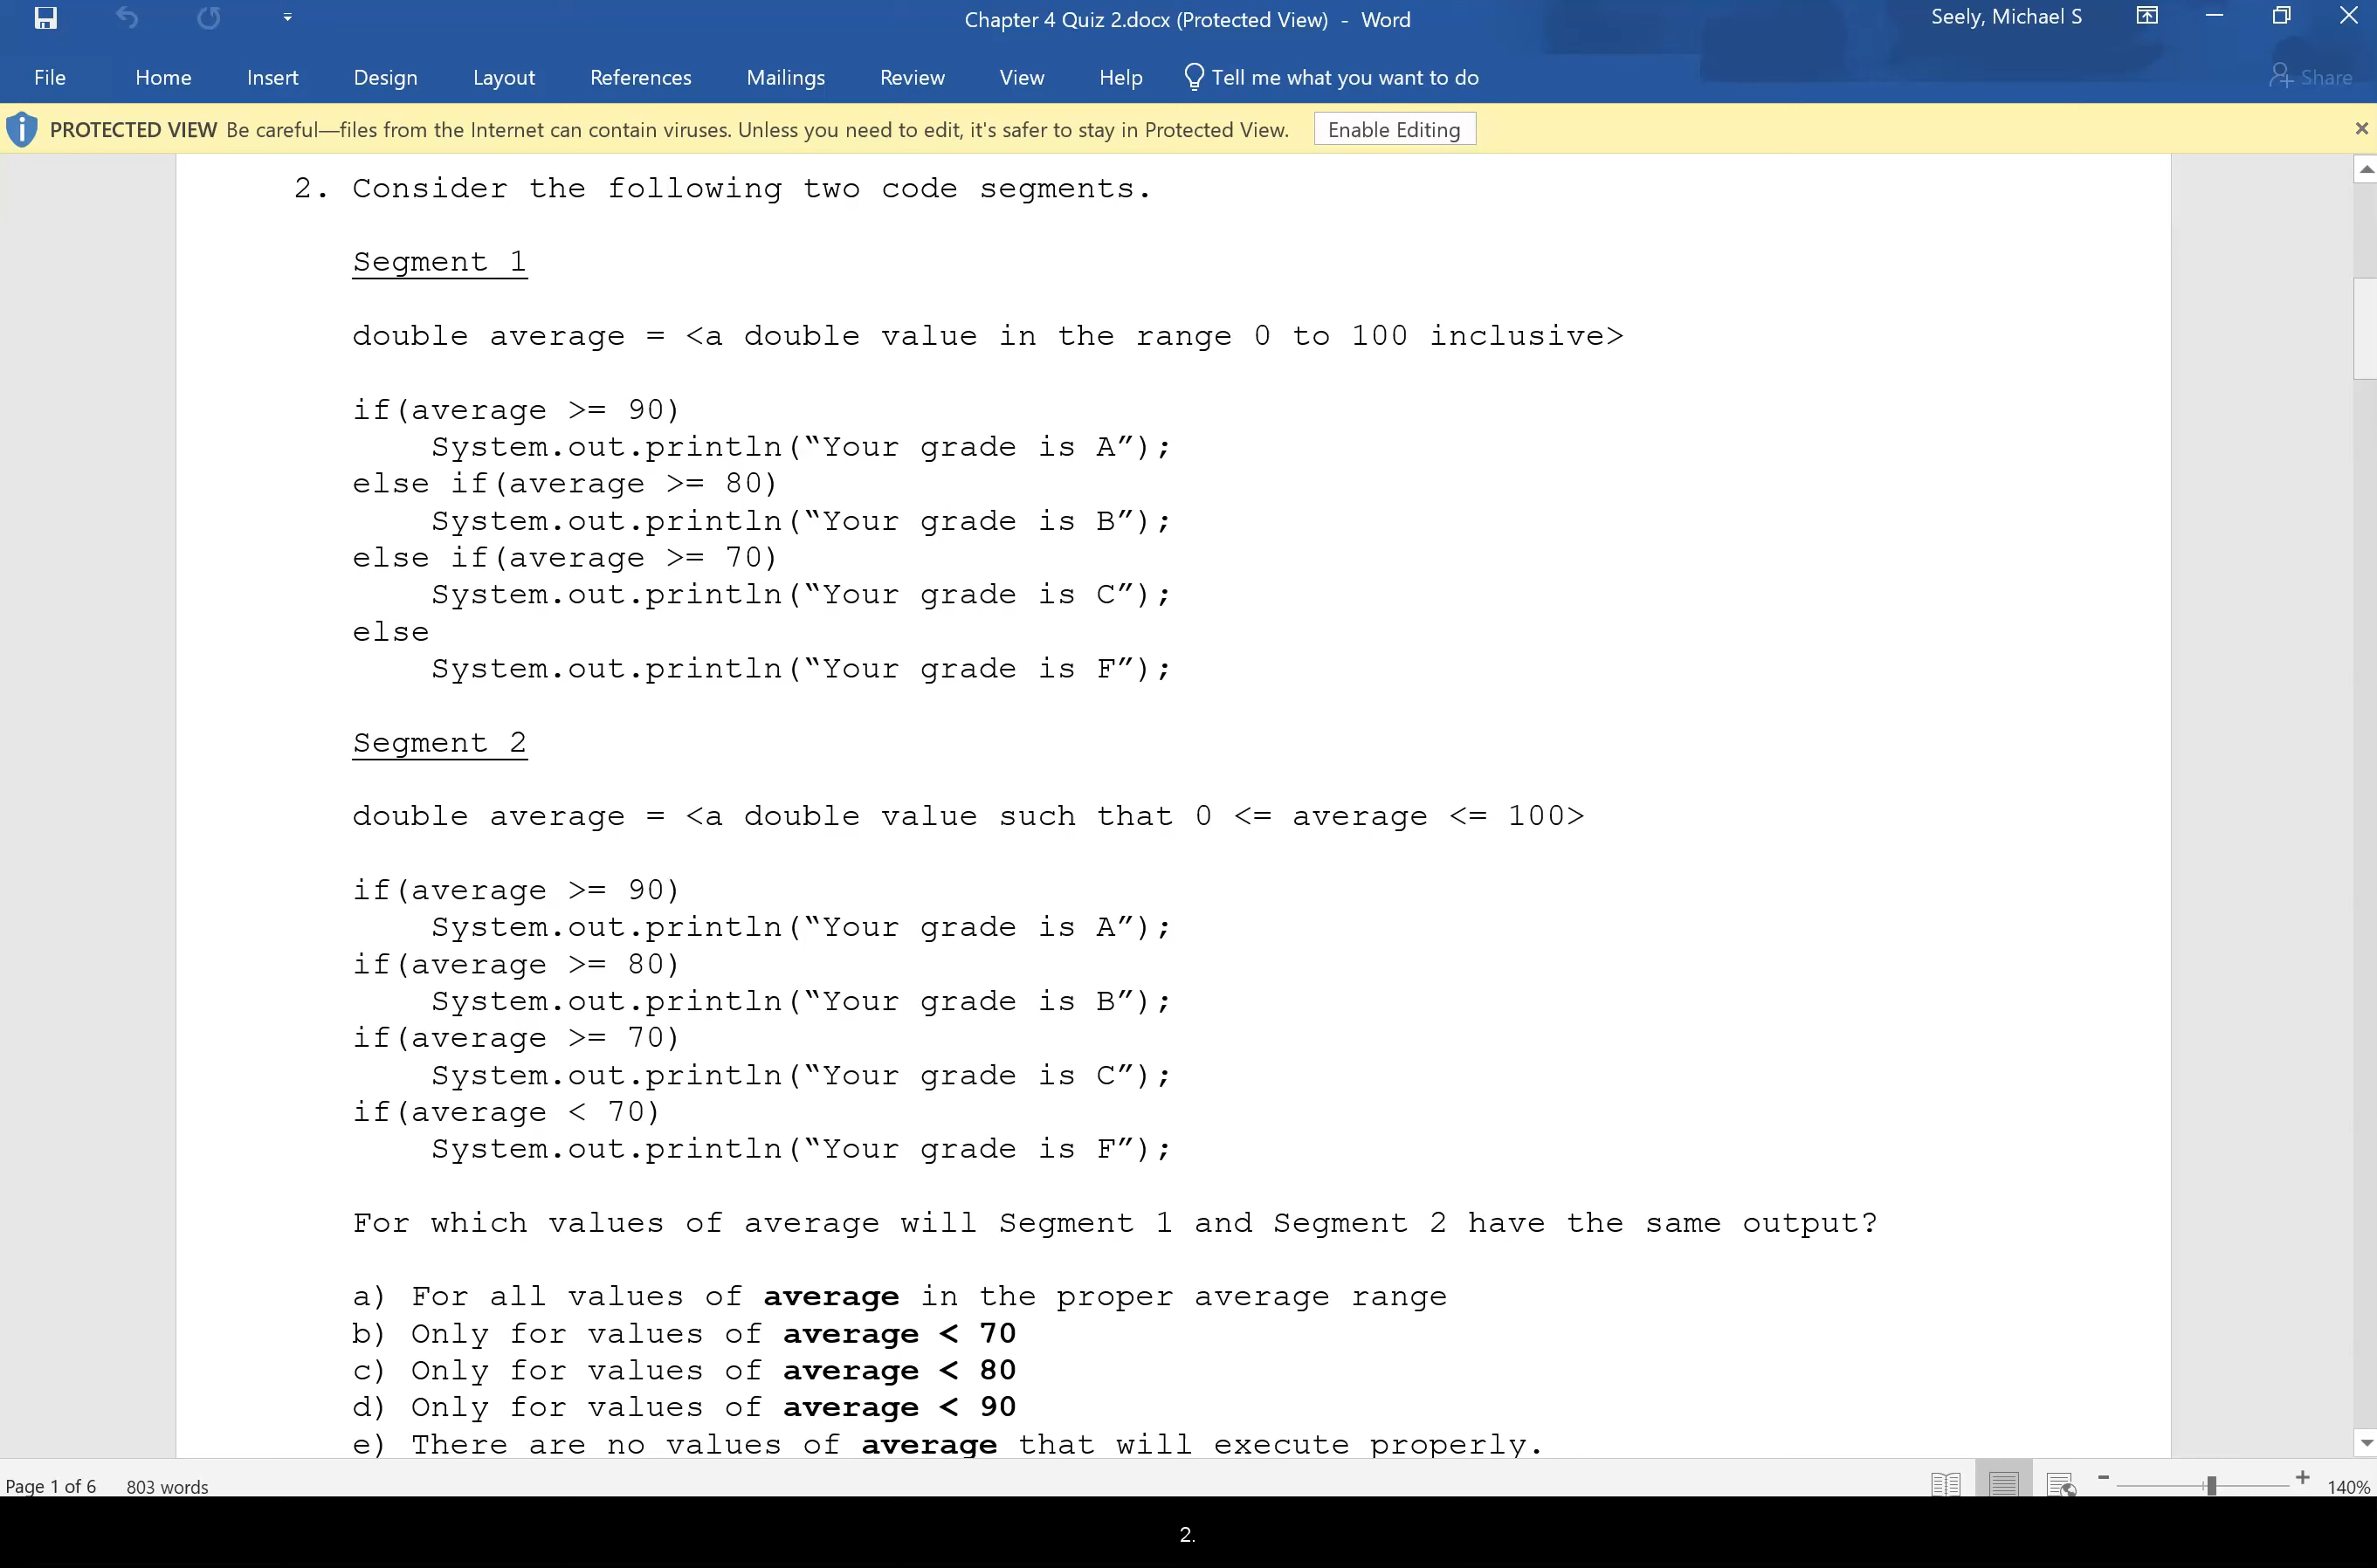 Chapter 4 Quiz 2.docx (Protected View) - Word
Seely, Michael S
File Home Insert Design Layout References Mailings Review View Help Tell me what you want to do Share
PROTECTED VIEW Be careful—files from the Internet can contain viruses. Unless you need to edit, it's safer to stay in Protected View. Enable Editing
2. Consider the following two code segments.
Segment 1
double average = <a double value in the range 0 to 100 inclusive>
if(average >= 90)
System.out.println(“Your grade is A”);
else if(average >= 80)
System.out.println(“Your grade is B”);
else if(average >= 70)
System.out.println(“Your grade is C”);
else
System.out.println(“Your grade is F”);
Segment 2
double average = <a double value such that 0 <= average <= 100>
if(average >= 90)
System.out.println(“Your grade is A”);
if(average >= 80)
System.out.println(“Your grade is B”);
if(average >= 70)
System.out.println(“Your grade is C”);
if(average < 70)
System.out.println(“Your grade is F”);
For which values of average will Segment 1 and Segment 2 have the same output?
a) For all values of average in the proper average range
b) Only for values of average < 70
c) Only for values of average < 80
d) Only for values of average < 90
e) There are no values of average that will execute properly.
Page 1 of 6 803 words 140%
2.